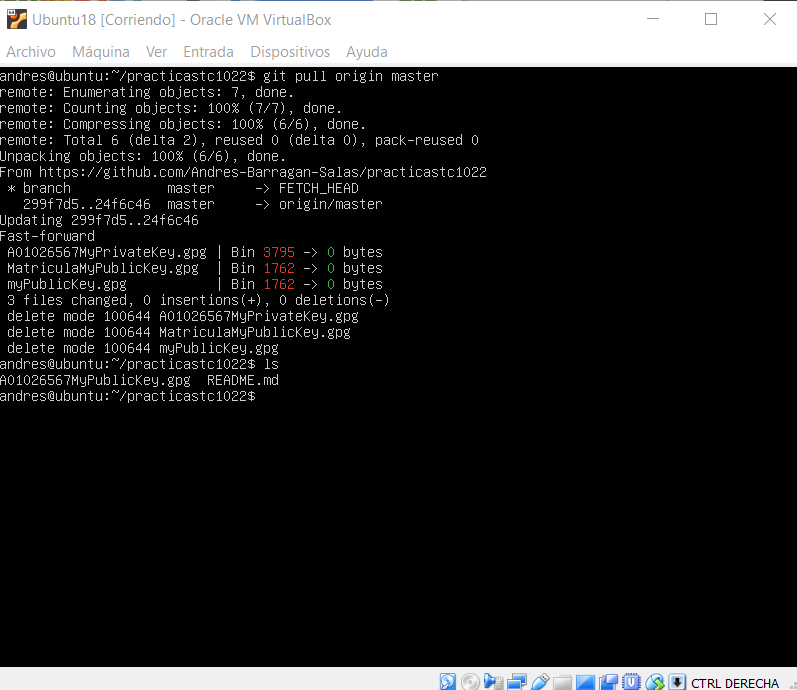 Ubuntu18 [Corriendo] - Oracle VM VirtualBox
Archivo Máquina Ver Entrada Dispositivos Ayuda
andres@ubuntu:~/practicastc1022$ git pull origin master
remote: Enumerating objects: 7, done.
remote: Counting objects: 100% (7/7), done.
remote: Compressing objects: 100% (6/6), done.
remote: Total 6 (delta 2), reused 0 (delta 0), pack-reused 0
Unpacking objects: 100% (6/6), done.
From https://github.com/Andres-Barragan-Salas/practicastc1022
 * branch            master     -> FETCH_HEAD
   299f7d5..24f6c46  master     -> origin/master
Updating 299f7d5..24f6c46
Fast-forward
 A01026567MyPrivateKey.gpg | Bin 3795 -> 0 bytes
 MatriculaMyPublicKey.gpg  | Bin 1762 -> 0 bytes
 myPublicKey.gpg           | Bin 1762 -> 0 bytes
 3 files changed, 0 insertions(+), 0 deletions(-)
 delete mode 100644 A01026567MyPrivateKey.gpg
 delete mode 100644 MatriculaMyPublicKey.gpg
 delete mode 100644 myPublicKey.gpg
andres@ubuntu:~/practicastc1022$ ls
A01026567MyPublicKey.gpg  README.md
andres@ubuntu:~/practicastc1022$
CTRL DERECHA